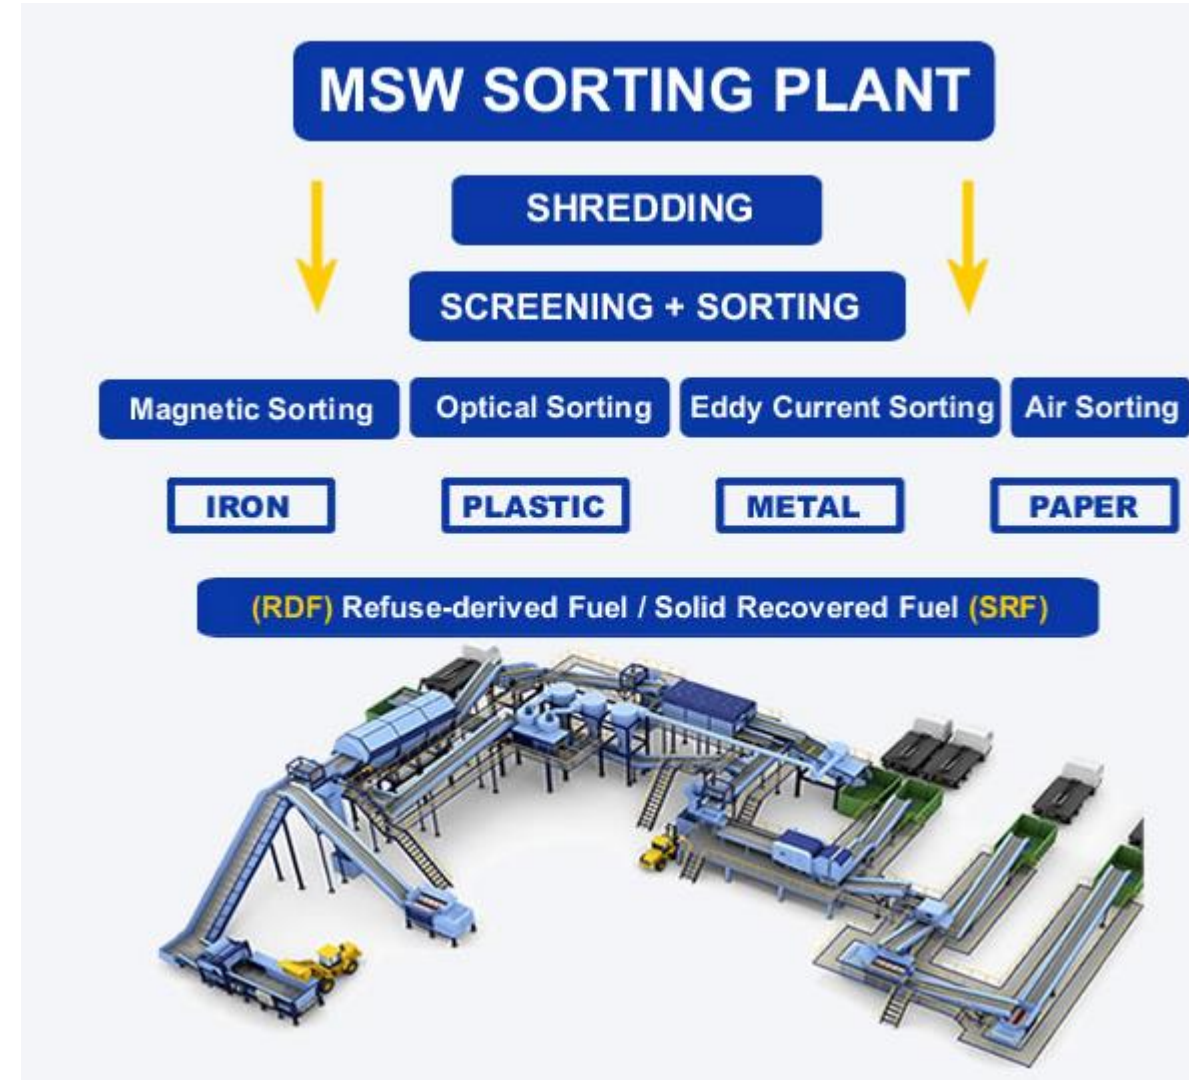 MSW SORTING PLANT
SHREDDING
SCREENING + SORTING
Magnetic Sorting
Optical Sorting
Eddy Current Sorting
Air Sorting
IRON
PLASTIC
METAL
PAPER
(RDF) Refuse-derived Fuel / Solid Recovered Fuel (SRF)